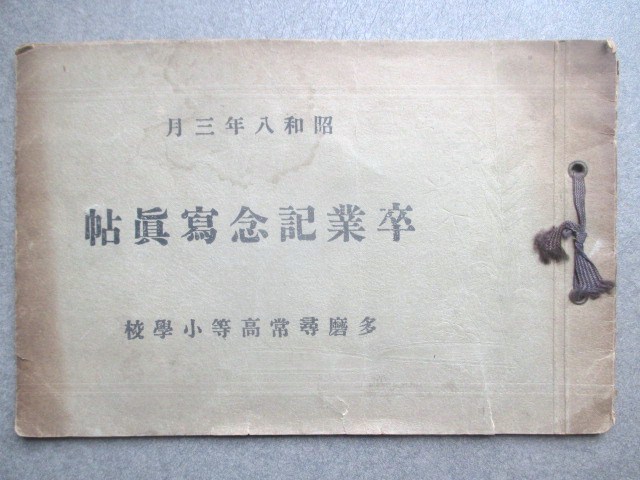 昭和八年三月
卒業記念寫眞帖
多磨尋常高等小學校